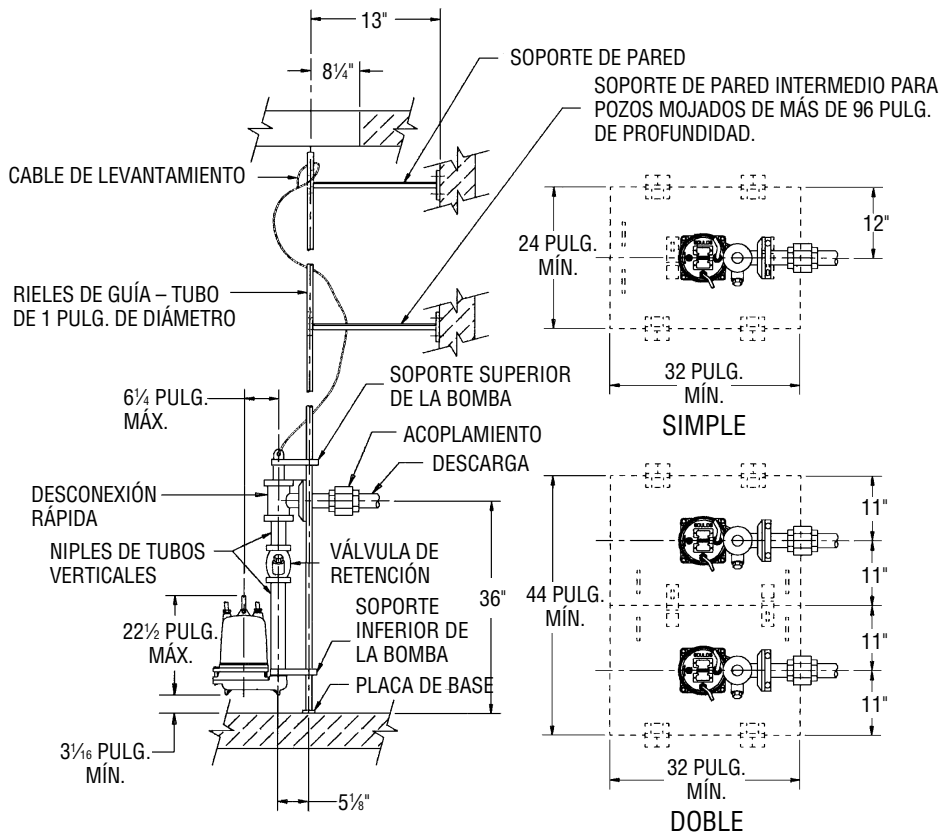 13"
SOPORTE DE PARED
8¼"
SOPORTE DE PARED INTERMEDIO PARA
POZOS MOJADOS DE MÁS DE 96 PULG.
DE PROFUNDIDAD.
CABLE DE LEVANTAMIENTO
RIELES DE GUÍA – TUBO
DE 1 PULG. DE DIÁMETRO
6¼ PULG.
MÁX.
SOPORTE SUPERIOR
DE LA BOMBA
ACOPLAMIENTO
DESCARGA
DESCONEXIÓN
RÁPIDA
NIPLES DE TUBOS
VERTICALES
VÁLVULA DE
RETENCIÓN
36"
22½ PULG.
MÁX.
SOPORTE
INFERIOR DE
LA BOMBA
PLACA DE BASE
3¹⁄₁₆ PULG.
MÍN.
5⅛"
24 PULG.
MÍN.
12"
GOULDS
32 PULG.
MÍN.
SIMPLE
44 PULG.
MÍN.
GOULDS
11"
11"
11"
GOULDS
11"
32 PULG.
MÍN.
DOBLE